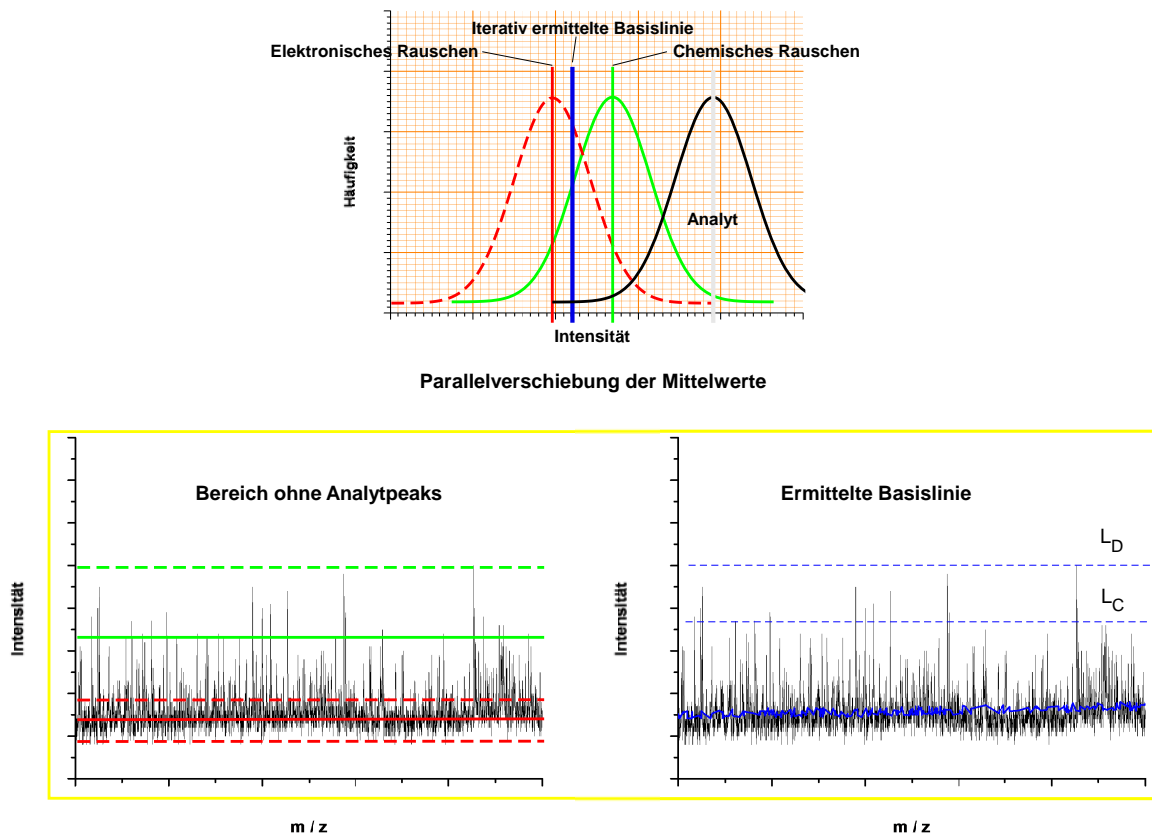 Iterativ ermittelte Basislinie
Elektronisches Rauschen
Chemisches Rauschen
Häufigkeit
Analyt
Intensität
Parallelverschiebung der Mittelwerte
Bereich ohne Analytpeaks
Intensität
m / z
Ermittelte Basislinie
L_D
L_C
Intensität
m / z